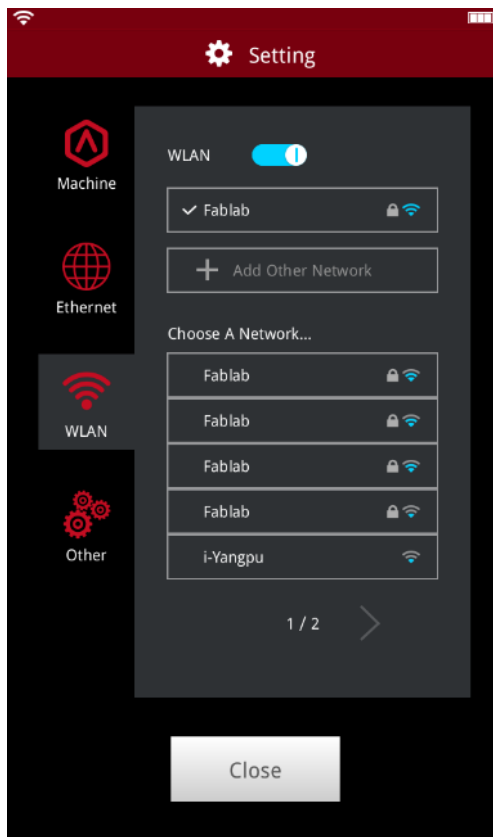 Setting
Machine
Ethernet
WLAN
Other
WLAN
Fablab
Add Other Network
Choose A Network...
Fablab
Fablab
Fablab
Fablab
i-Yangpu
1 / 2
Close